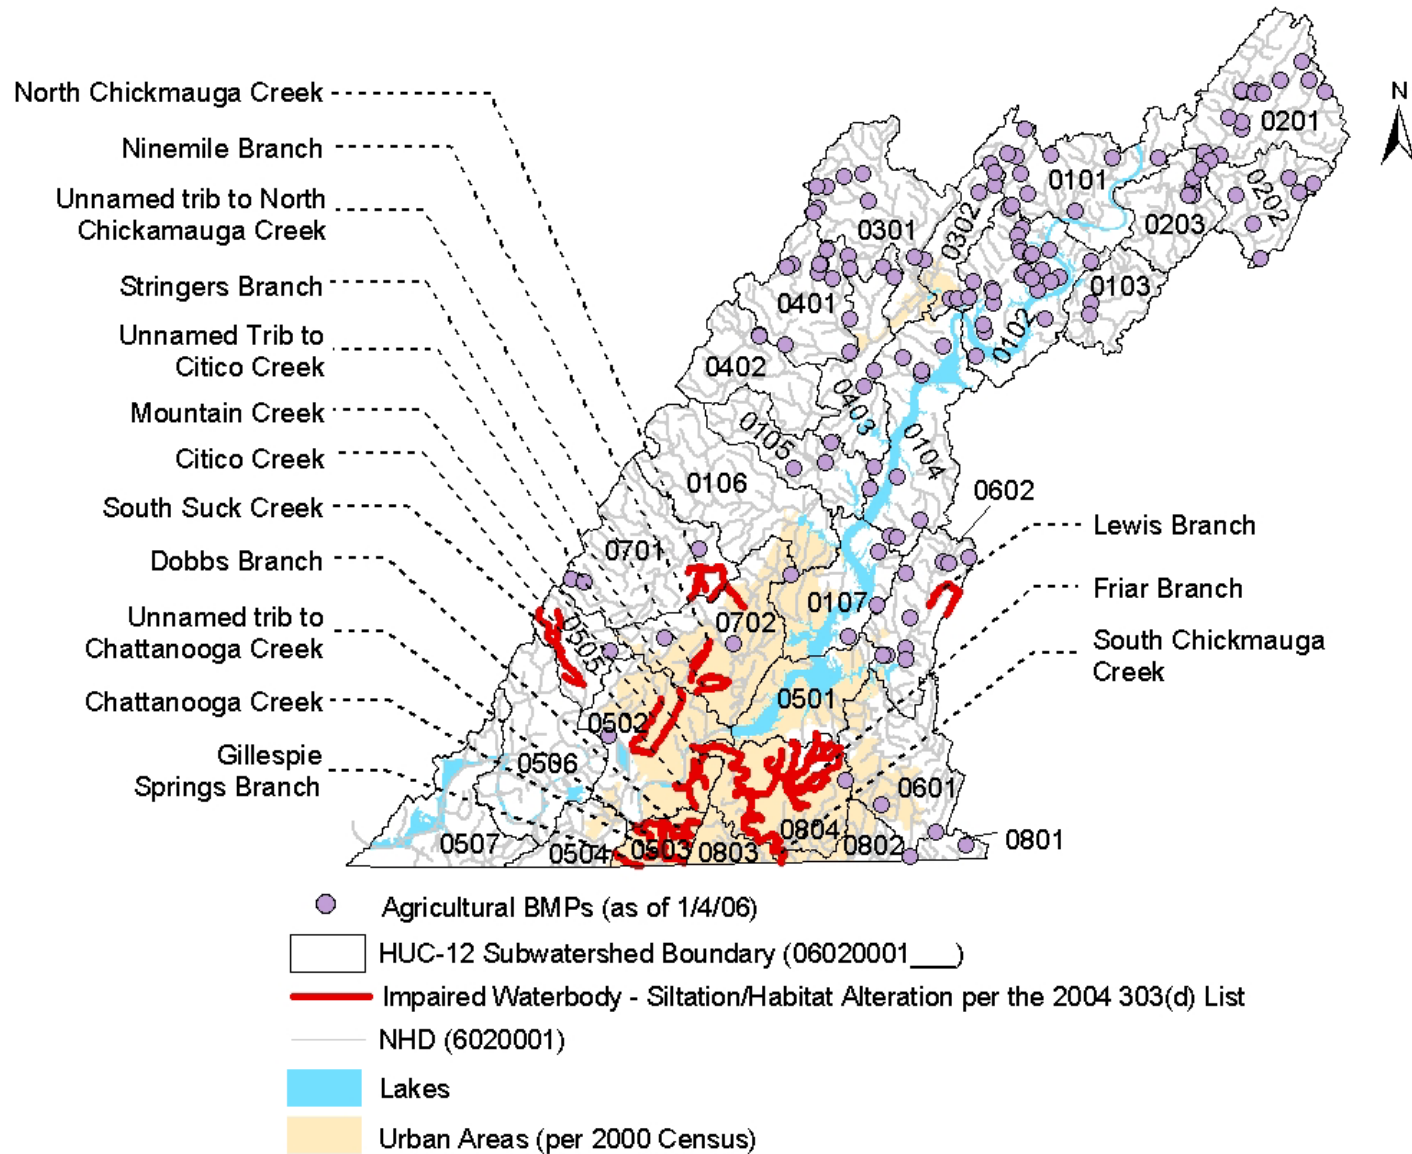 North Chickmauga Creek
Ninemile Branch
Unnamed trib to North
Chickamauga Creek
Stringers Branch
Unnamed Trib to
Citico Creek
Mountain Creek
Citico Creek
South Suck Creek
Dobbs Branch
Unnamed trib to
Chattanooga Creek
Chattanooga Creek
Gillespie
Springs Branch
N
0201
0202
0203
0101
0302
0301
0103
0102
0401
0402
0403
0104
0105
0106
0602
0701
0107
0702
0505
0501
0502
0506
0601
0507
0504
0503
0803
0804
0802
0801
Lewis Branch
Friar Branch
South Chickmauga
Creek
Agricultural BMPs (as of 1/4/06)
HUC-12 Subwatershed Boundary (06020001___)
Impaired Waterbody - Siltation/Habitat Alteration per the 2004 303(d) List
NHD (6020001)
Lakes
Urban Areas (per 2000 Census)